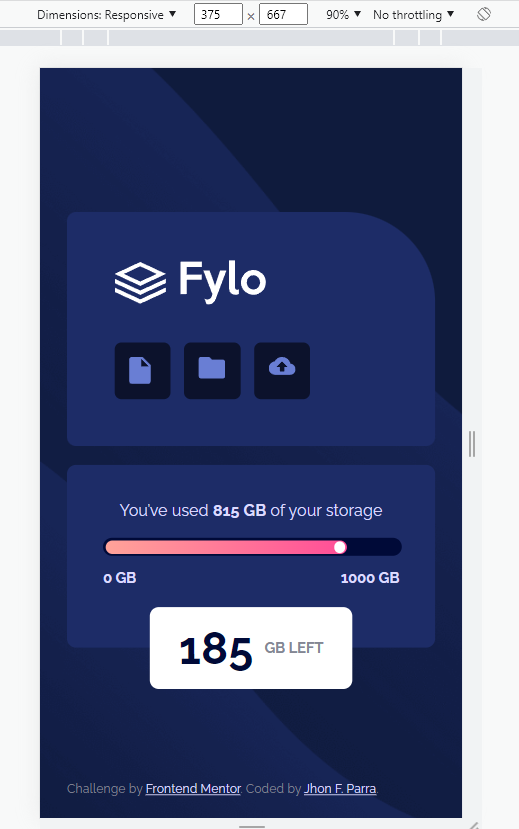 Dimensions: Responsive ▼ 375 × 667 90% ▼ No throttling ▼
Fylo
You've used 815 GB of your storage
0 GB 1000 GB
185 GB LEFT
Challenge by Frontend Mentor. Coded by Jhon F. Parra.